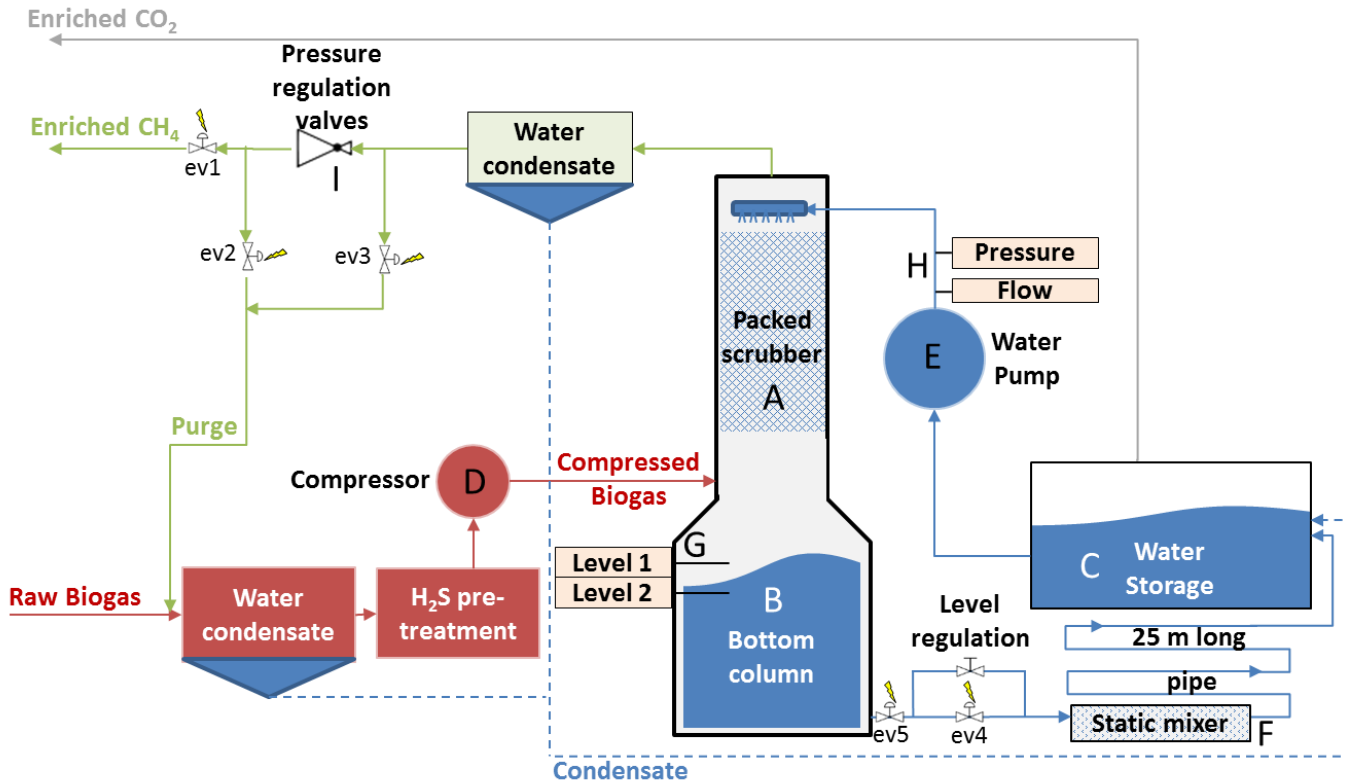 Enriched CO2
Pressure
regulation
valves
Enriched CH4
ev1
I
Water
condensate
ev2
ev3
H
Pressure
Flow
Packed
scrubber
A
E
Water
Pump
Purge
Compressor
D
Compressed
Biogas
G
Level 1
Level 2
B
Bottom
column
C
Water
Storage
Raw Biogas
Water
condensate
H2S pre-
treatment
Level
regulation
25 m long
pipe
ev5
ev4
Static mixer
F
Condensate